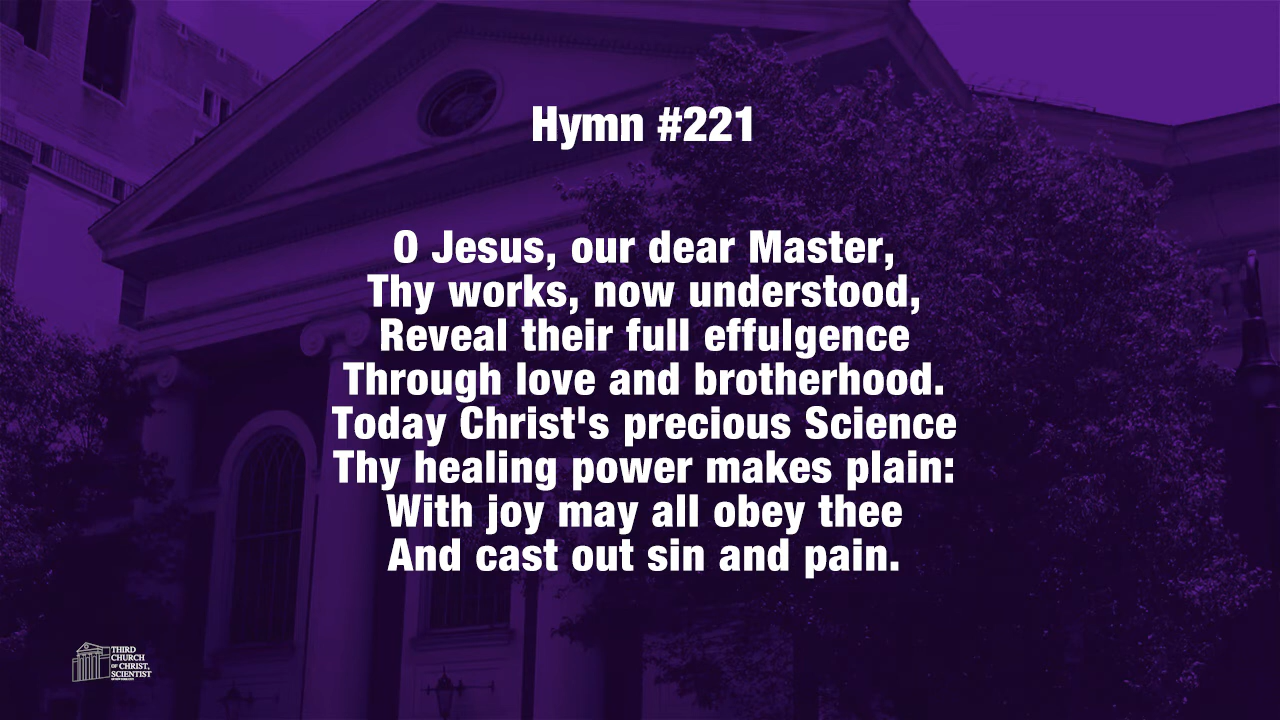 Hymn #221
O Jesus, our dear Master,
Thy works, now understood,
Reveal their full effulgence
Through love and brotherhood.
Today Christ's precious Science
Thy healing power makes plain:
With joy may all obey thee
And cast out sin and pain.
THIRD
CHURCH
OF CHRIST,
SCIENTIST